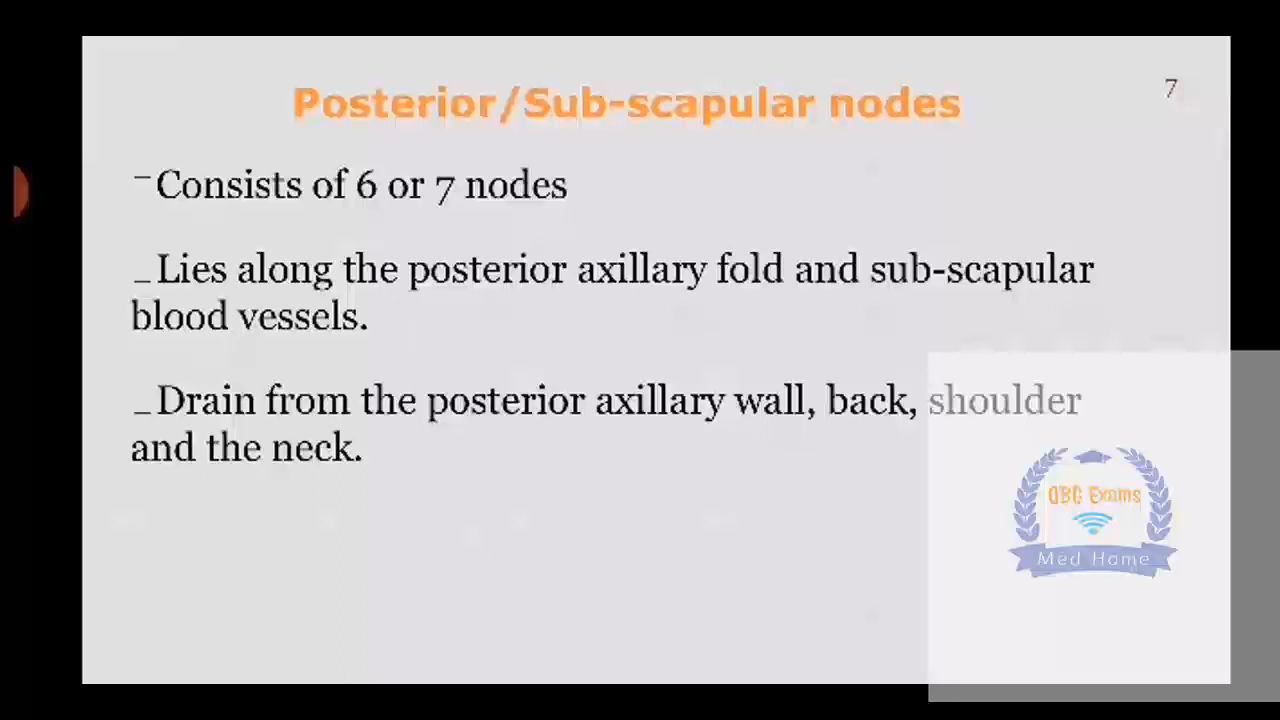 Posterior/Sub-scapular nodes
7
–Consists of 6 or 7 nodes
_Lies along the posterior axillary fold and sub-scapular
blood vessels.
_Drain from the posterior axillary wall, back, shoulder
and the neck.
ABC Exams
Med Home